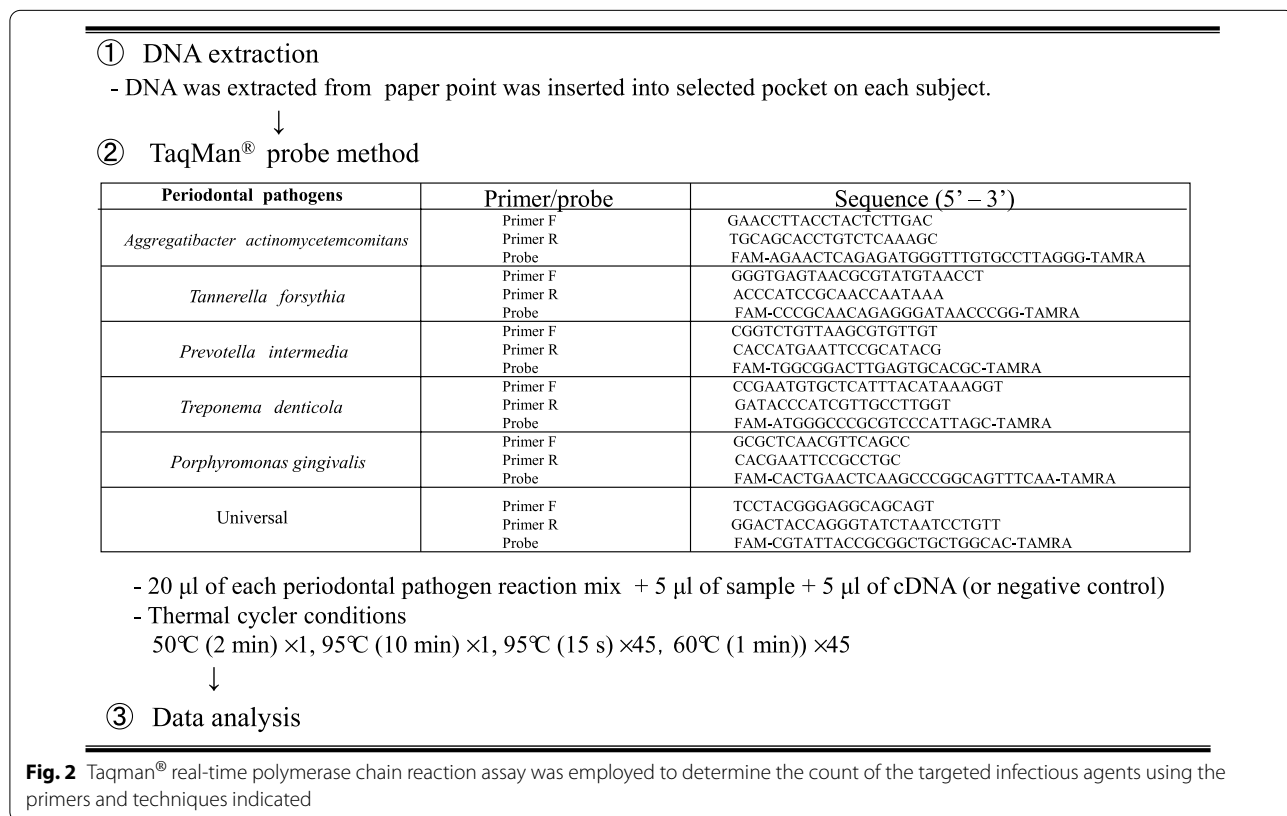 ① DNA extraction
- DNA was extracted from paper point was inserted into selected pocket on each subject.
↓
② TaqMan® probe method
Periodontal pathogens Primer/probe Sequence (5’ – 3’)
Primer F GAACCTTACCTACTCTTGAC
Aggregatibacter actinomycetemcomitans Primer R TGCAGCACCTGTCTCAAAGC
Probe FAM-AGAACTCAGAGATGGGTTTGTGCCTTAGGG-TAMRA
Primer F GGGTGAGTAACGCGTATGTAACCT
Tannerella forsythia Primer R ACCCATCCGCAACCAATAAA
Probe FAM-CCCGCAACAGAGGGATAACCCGG-TAMRA
Primer F CGGTCTGTTAAGCGTGTTGT
Prevotella intermedia Primer R CACCATGAATTCCGCATACG
Probe FAM-TGGCGGACTTGAGTGCACGC-TAMRA
Primer F CCGAATGTGCTCATTTACATAAAGGT
Treponema denticola Primer R GATACCCATCGTTGCCTTGGT
Probe FAM-ATGGGCCCGCGTCCCATTAGC-TAMRA
Primer F GCGCTCAACGTTCAGCC
Porphyromonas gingivalis Primer R CACGAATTCCGCCTGC
Probe FAM-CACTGAACTCAAGCCCGGCAGTTTCAA-TAMRA
Primer F TCCTACGGGAGGCAGCAGT
Universal Primer R GGACTACCAGGGTATCTAATCCTGTT
Probe FAM-CGTATTACCGCGGCTGCTGGCAC-TAMRA
- 20 μl of each periodontal pathogen reaction mix + 5 μl of sample + 5 μl of cDNA (or negative control)
- Thermal cycler conditions
50℃ (2 min) ×1, 95℃ (10 min) ×1, 95℃ (15 s) ×45, 60℃ (1 min)) ×45
↓
③ Data analysis
Fig. 2 Taqman® real-time polymerase chain reaction assay was employed to determine the count of the targeted infectious agents using the
primers and techniques indicated